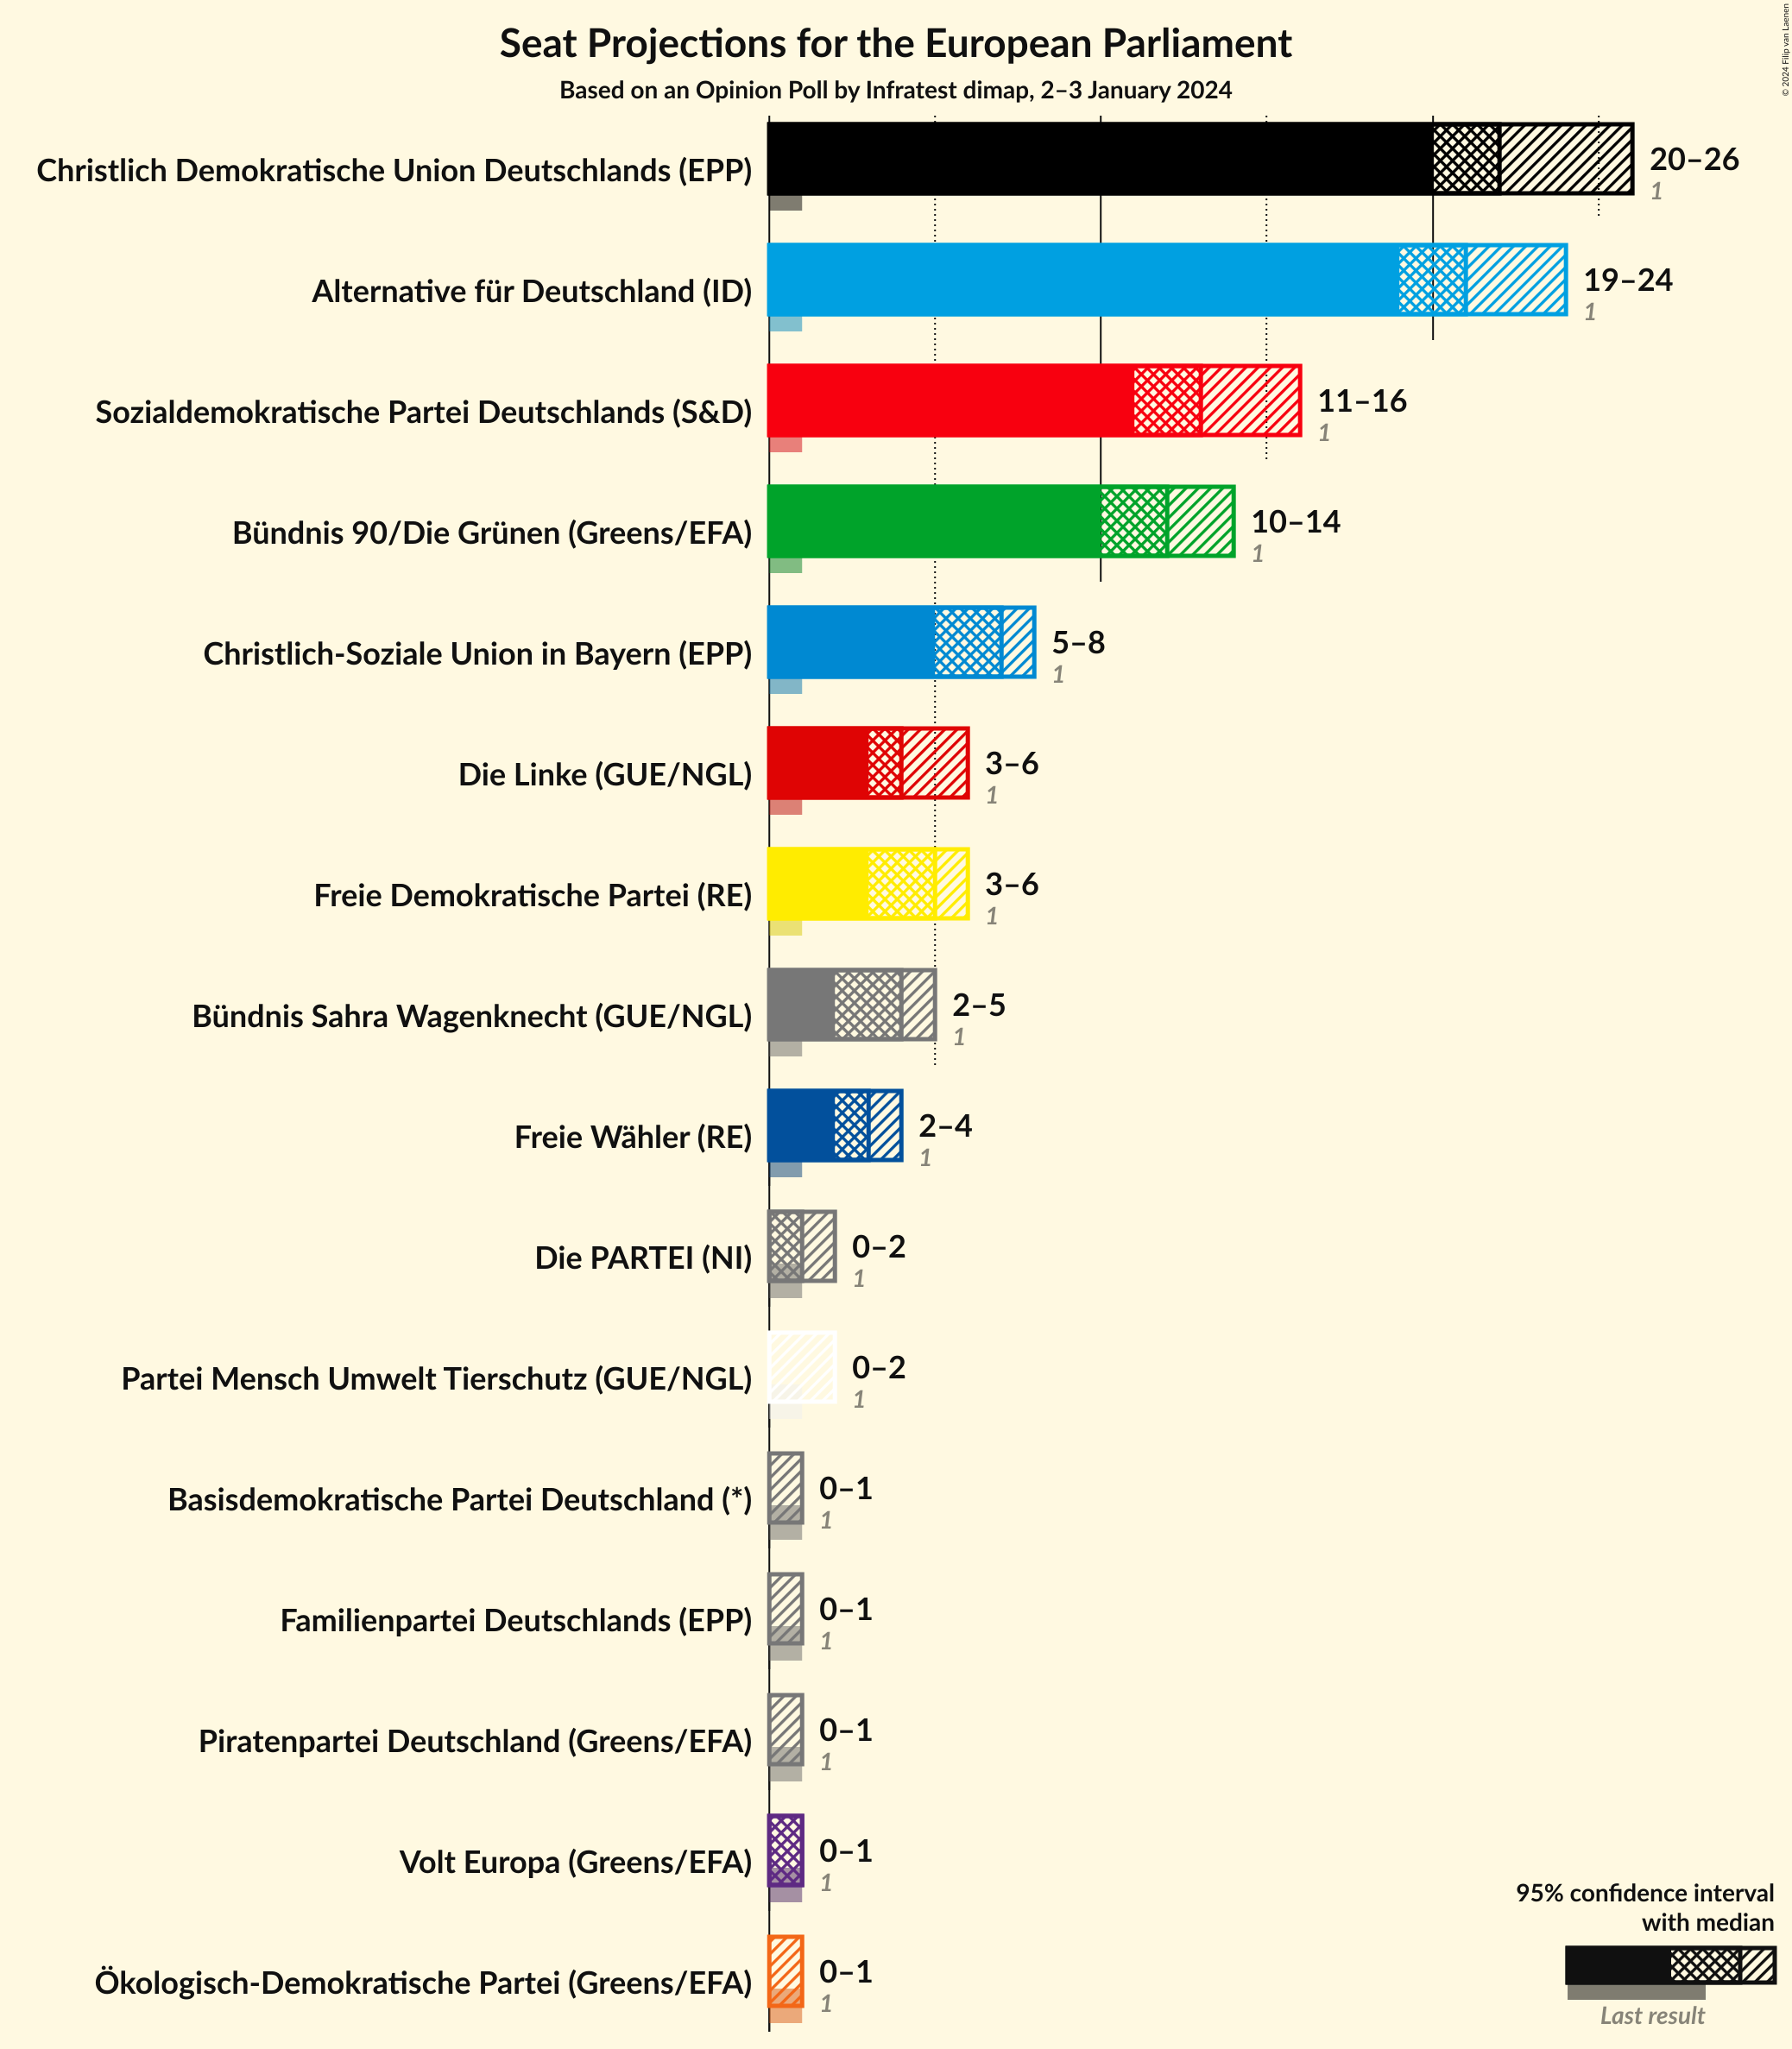 Seat Projections for the European Parliament
Based on an Opinion Poll by Infratest dimap, 2–3 January 2024
© 2024 Filip van Laenen
Christlich Demokratische Union Deutschlands (EPP)
20–26
1
Alternative für Deutschland (ID)
19–24
1
Sozialdemokratische Partei Deutschlands (S&D)
11–16
1
Bündnis 90/Die Grünen (Greens/EFA)
10–14
1
Christlich-Soziale Union in Bayern (EPP)
5–8
1
Die Linke (GUE/NGL)
3–6
1
Freie Demokratische Partei (RE)
3–6
1
Bündnis Sahra Wagenknecht (GUE/NGL)
2–5
1
Freie Wähler (RE)
2–4
1
Die PARTEI (NI)
0–2
1
Partei Mensch Umwelt Tierschutz (GUE/NGL)
0–2
1
Basisdemokratische Partei Deutschland (*)
0–1
1
Familienpartei Deutschlands (EPP)
0–1
1
Piratenpartei Deutschland (Greens/EFA)
0–1
1
Volt Europa (Greens/EFA)
0–1
1
Ökologisch-Demokratische Partei (Greens/EFA)
0–1
1
95% confidence interval
with median
Last result